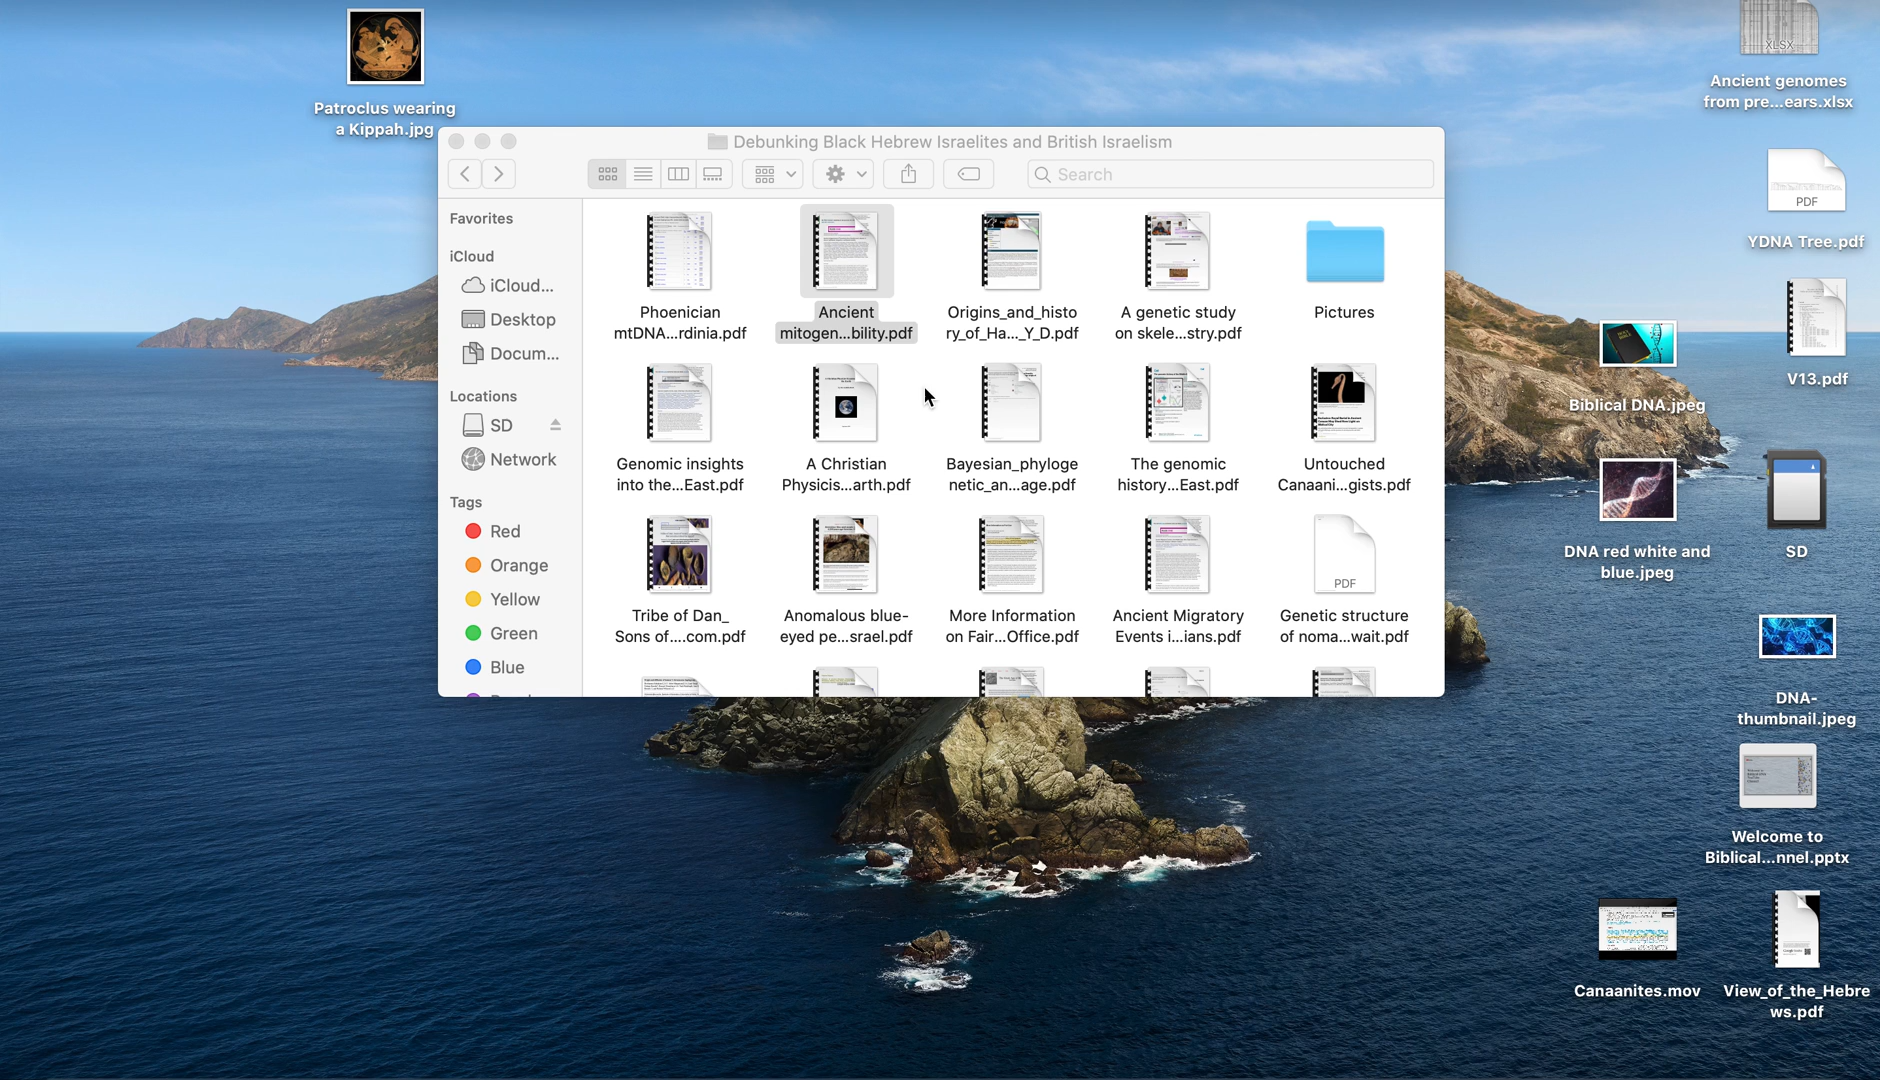 Patroclus wearing
a Kippah.jpg
XLSX
Ancient genomes
from pre...ears.xlsx
Debunking Black Hebrew Israelites and British Israelism
Search
Favorites
iCloud
iCloud...
Desktop
Docum...
Locations
SD
Network
Tags
Red
Orange
Yellow
Green
Blue
Phoenician
mtDNA...rdinia.pdf
Ancient
mitogen...bility.pdf
Origins_and_histo
ry_of_Ha..._Y_D.pdf
A genetic study
on skele...stry.pdf
Pictures
Genomic insights
into the...East.pdf
A Christian
Physicis...arth.pdf
Bayesian_phyloge
netic_an...age.pdf
The genomic
history...East.pdf
Untouched
Canaani...gists.pdf
Tribe of Dan_
Sons of....com.pdf
Anomalous blue-
eyed pe...srael.pdf
More Information
on Fair...Office.pdf
Ancient Migratory
Events i...ians.pdf
PDF
Genetic structure
of noma...wait.pdf
PDF
YDNA Tree.pdf
V13.pdf
Biblical DNA.jpeg
DNA red white and
blue.jpeg
SD
DNA-
thumbnail.jpeg
Welcome to
Biblical...nnel.pptx
Canaanites.mov
View_of_the_Hebre
ws.pdf